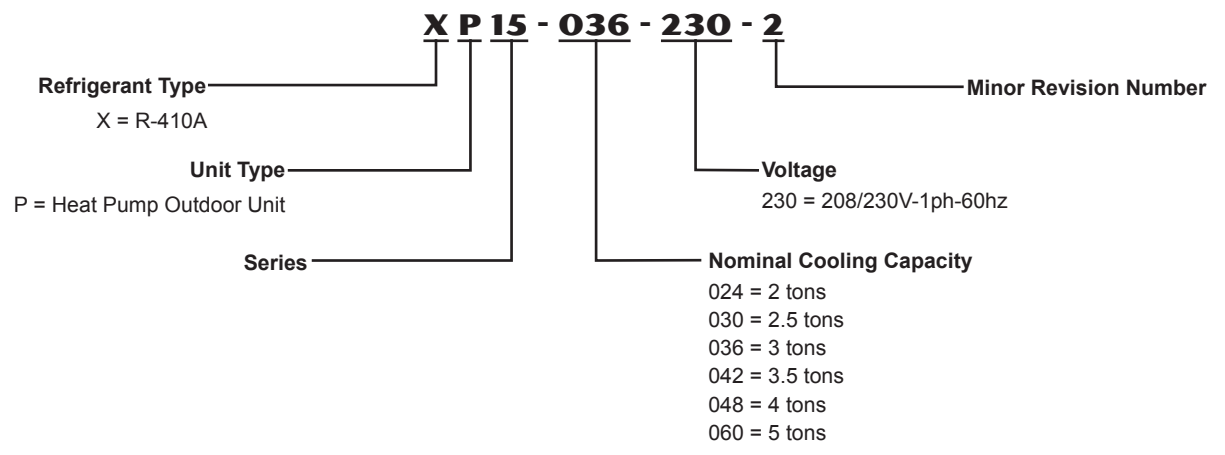 X P 15 - 036 - 230 - 2
Refrigerant Type
X = R-410A
Minor Revision Number
Unit Type
P = Heat Pump Outdoor Unit
Voltage
230 = 208/230V-1ph-60hz
Series
Nominal Cooling Capacity
024 = 2 tons
030 = 2.5 tons
036 = 3 tons
042 = 3.5 tons
048 = 4 tons
060 = 5 tons